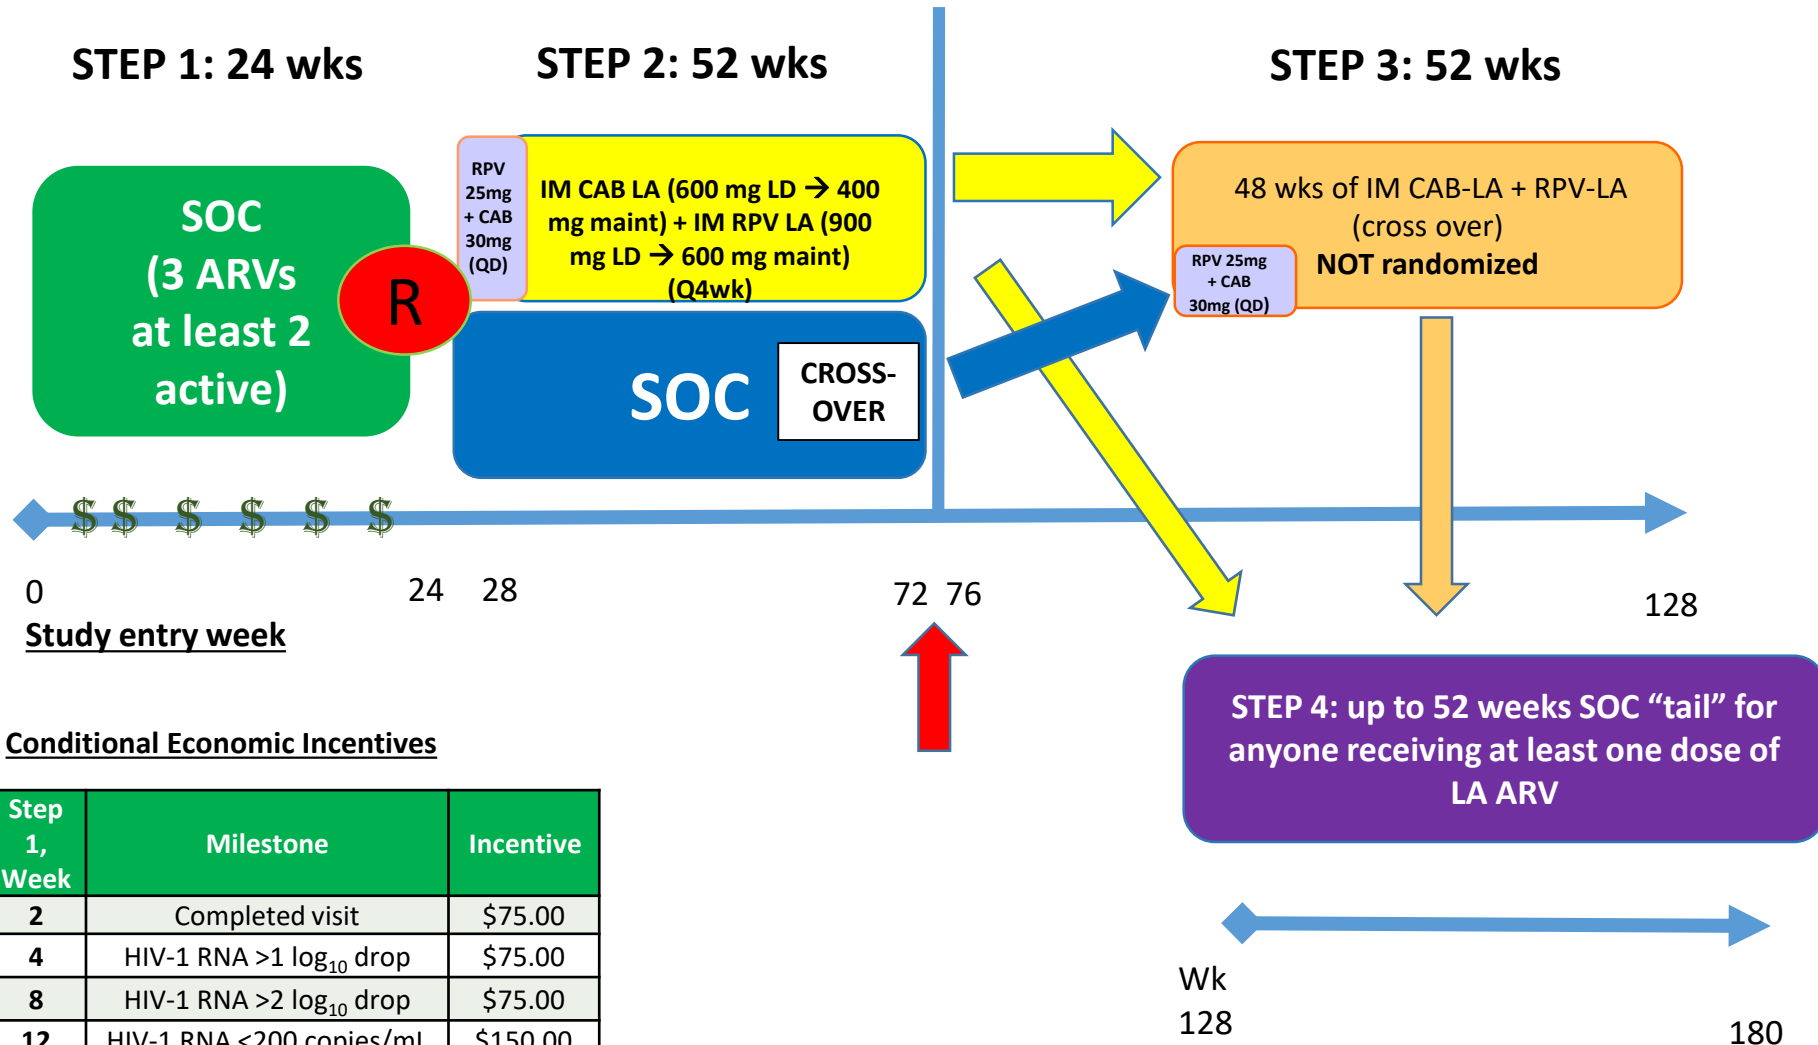 STEP 1: 24 wks
STEP 2: 52 wks
STEP 3: 52 wks
SOC
(3 ARVs
at least 2
active)
R
RPV
25mg
+ CAB
30mg
(QD)
IM CAB LA (600 mg LD → 400
mg maint) + IM RPV LA (900
mg LD → 600 mg maint)
(Q4wk)
SOC
CROSS-
OVER
48 wks of IM CAB-LA + RPV-LA
(cross over)
NOT randomized
RPV 25mg
+ CAB
30mg (QD)
$ $ $ $ $ $
0
24
28
72
76
128
Study entry week
STEP 4: up to 52 weeks SOC “tail” for
anyone receiving at least one dose of
LA ARV
Wk
128
180
Conditional Economic Incentives
Step
1,
Week
Milestone
Incentive
2 Completed visit $75.00
4 HIV-1 RNA >1 log₁₀ drop $75.00
8 HIV-1 RNA >2 log₁₀ drop $75.00
12 HIV-1 RNA <200 copies/mL $150.00